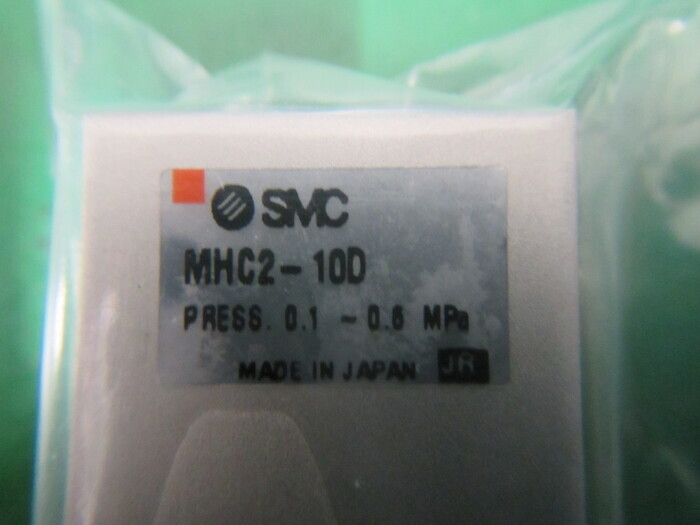 SMC
MHC2-10D
PRESS. 0.1 ~ 0.6 MPa
MADE IN JAPAN JR